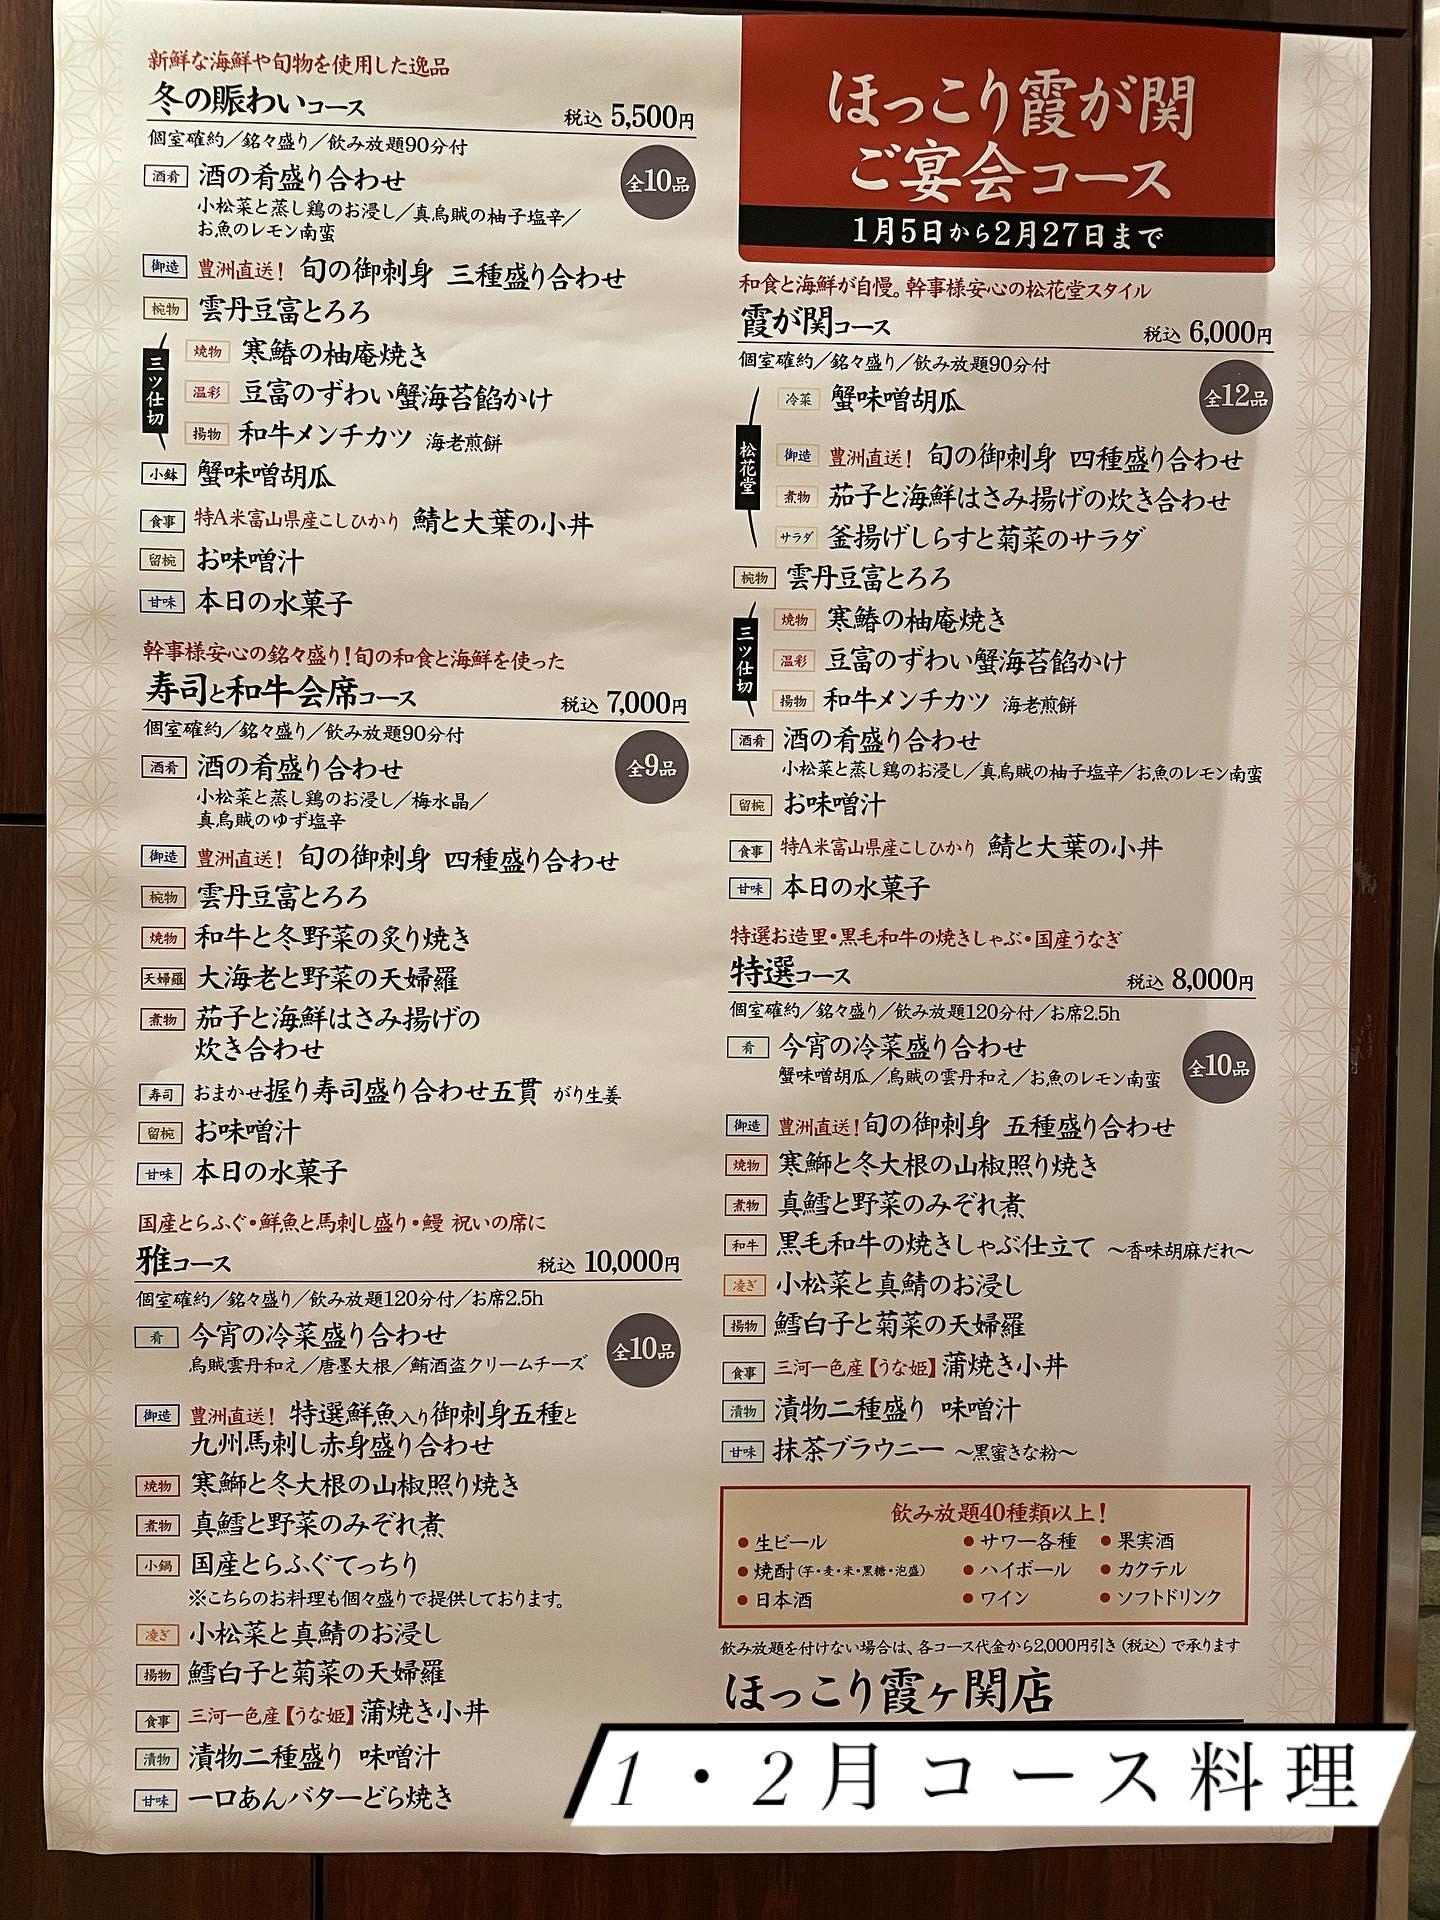 新鮮な海鮮や旬物を使用した逸品
冬の賑わいコース 税込 5,500円
個室確約／銘々盛り／飲み放題90分付
全10品
酒肴 酒の肴盛り合わせ
小松菜と蒸し鶏のお浸し／真烏賊の柚子塩辛／
お魚のレモン南蛮
御造 豊洲直送! 旬の御刺身 三種盛り合わせ
椀物 雲丹豆富とろろ
三ツ仕切
焼物 寒鰆の柚庵焼き
温彩 豆富のずわい蟹海苔餡かけ
揚物 和牛メンチカツ 海老煎餅
小鉢 蟹味噌胡瓜
食事 特A米富山県産こしひかり 鯖と大葉の小丼
留椀 お味噌汁
甘味 本日の水菓子
幹事様安心の銘々盛り!旬の和食と海鮮を使った
寿司と和牛会席コース 税込 7,000円
個室確約／銘々盛り／飲み放題90分付
全9品
酒肴 酒の肴盛り合わせ
小松菜と蒸し鶏のお浸し／梅水晶／
真烏賊のゆず塩辛
御造 豊洲直送! 旬の御刺身 四種盛り合わせ
椀物 雲丹豆富とろろ
焼物 和牛と冬野菜の炙り焼き
天婦羅 大海老と野菜の天婦羅
煮物 茄子と海鮮はさみ揚げの
炊き合わせ
寿司 おまかせ握り寿司盛り合わせ五貫 がり生姜
留椀 お味噌汁
甘味 本日の水菓子
国産とらふぐ・鮮魚と馬刺し盛り・鰻 祝いの席に
雅コース 税込 10,000円
個室確約／銘々盛り／飲み放題120分付／お席2.5h
全10品
肴 今宵の冷菜盛り合わせ
烏賊雲丹和え／唐墨大根／鮪酒盗クリームチーズ
御造 豊洲直送! 特選鮮魚入り御刺身五種と
九州馬刺し赤身盛り合わせ
焼物 寒鰤と冬大根の山椒照り焼き
煮物 真鱈と野菜のみぞれ煮
小鍋 国産とらふぐてっちり
※こちらのお料理も個々盛りで提供しております。
凌ぎ 小松菜と真鯖のお浸し
揚物 鱈白子と菊菜の天婦羅
食事 三河一色産【うな姫】蒲焼き小丼
漬物 漬物二種盛り 味噌汁
甘味 一口あんバターどら焼き
ほっこり霞が関
ご宴会コース
1月5日から2月27日まで
和食と海鮮が自慢。幹事様安心の松花堂スタイル
霞が関コース 税込 6,000円
個室確約／銘々盛り／飲み放題90分付
全12品
松花堂
冷菜 蟹味噌胡瓜
御造 豊洲直送! 旬の御刺身 四種盛り合わせ
煮物 茄子と海鮮はさみ揚げの炊き合わせ
サラダ 釜揚げしらすと菊菜のサラダ
椀物 雲丹豆富とろろ
三ツ仕切
焼物 寒鰆の柚庵焼き
温彩 豆富のずわい蟹海苔餡かけ
揚物 和牛メンチカツ 海老煎餅
酒肴 酒の肴盛り合わせ
小松菜と蒸し鶏のお浸し／真烏賊の柚子塩辛／お魚のレモン南蛮
留椀 お味噌汁
食事 特A米富山県産こしひかり 鯖と大葉の小丼
甘味 本日の水菓子
特選お造里・黒毛和牛の焼きしゃぶ・国産うなぎ
特選コース 税込 8,000円
個室確約／銘々盛り／飲み放題120分付／お席2.5h
全10品
肴 今宵の冷菜盛り合わせ
蟹味噌胡瓜／烏賊の雲丹和え／お魚のレモン南蛮
御造 豊洲直送!旬の御刺身 五種盛り合わせ
焼物 寒鰤と冬大根の山椒照り焼き
煮物 真鱈と野菜のみぞれ煮
和牛 黒毛和牛の焼きしゃぶ仕立て ～香味胡麻だれ～
凌ぎ 小松菜と真鯖のお浸し
揚物 鱈白子と菊菜の天婦羅
食事 三河一色産【うな姫】蒲焼き小丼
漬物 漬物二種盛り 味噌汁
甘味 抹茶ブラウニー ～黒蜜きな粉～
飲み放題40種類以上!
●生ビール ●サワー各種 ●果実酒
●焼酎(芋・麦・米・黒糖・泡盛) ●ハイボール ●カクテル
●日本酒 ●ワイン ●ソフトドリンク
飲み放題を付けない場合は、各コース代金から2,000円引き（税込）で承ります
ほっこり霞ヶ関店
1・2月コース料理